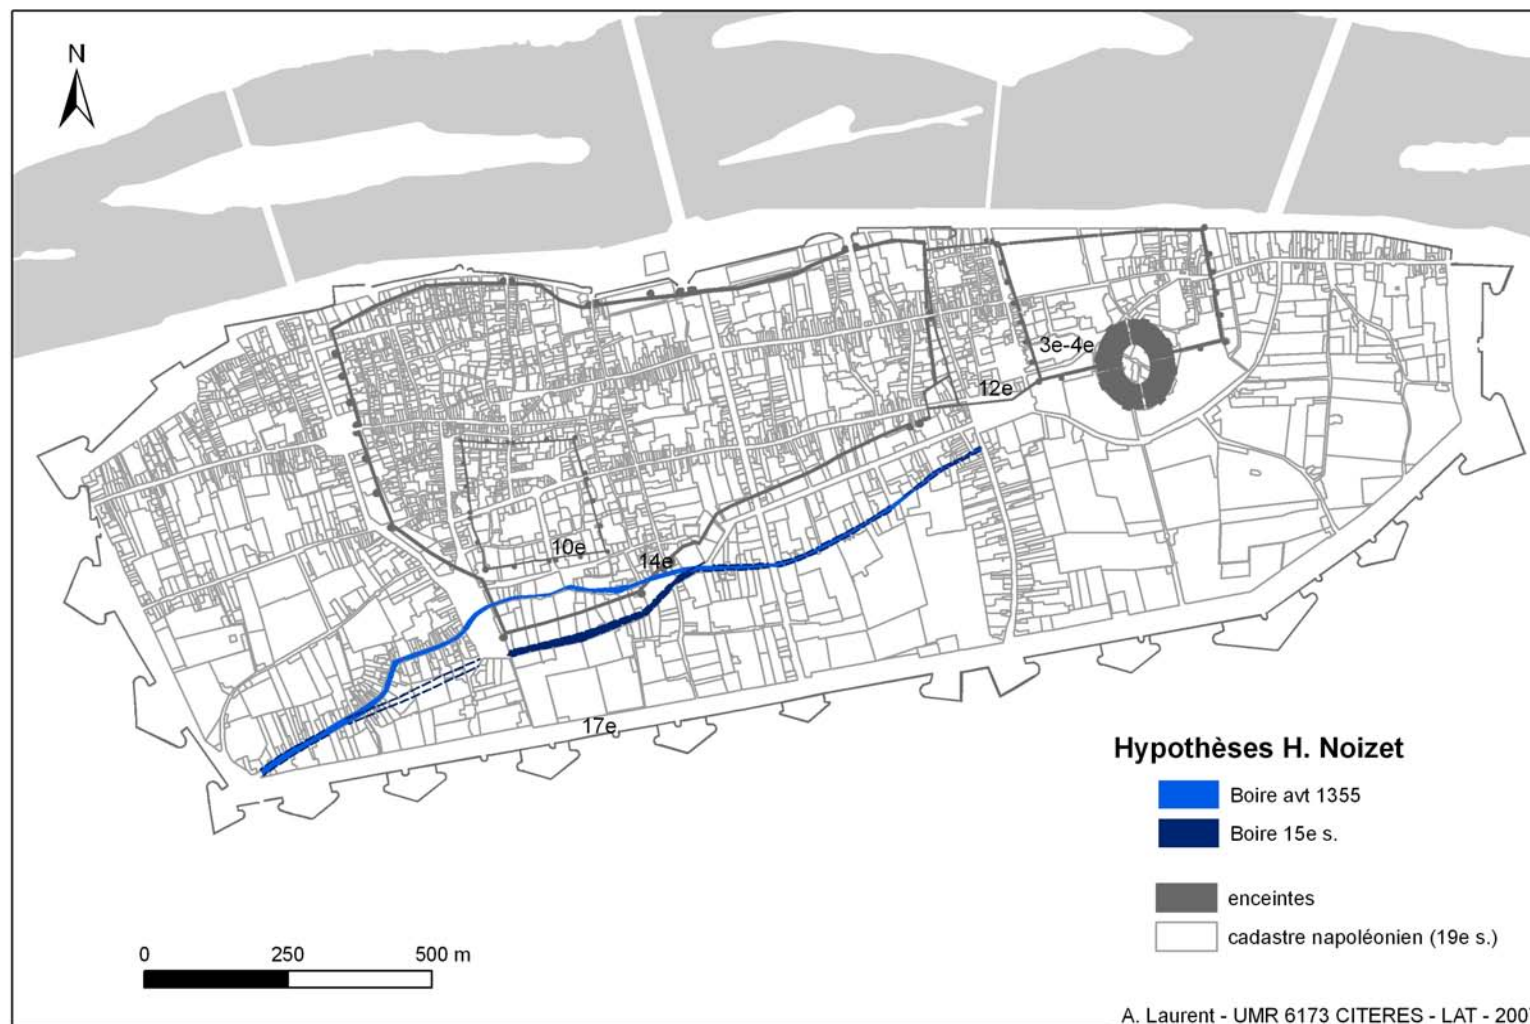 N
3e-4e
12e
10e
14e
17e
Hypothèses H. Noizet
Boire avt 1355
Boire 15e s.
enceintes
cadastre napoléonien (19e s.)
0 250 500 m
A. Laurent - UMR 6173 CITERES - LAT - 200